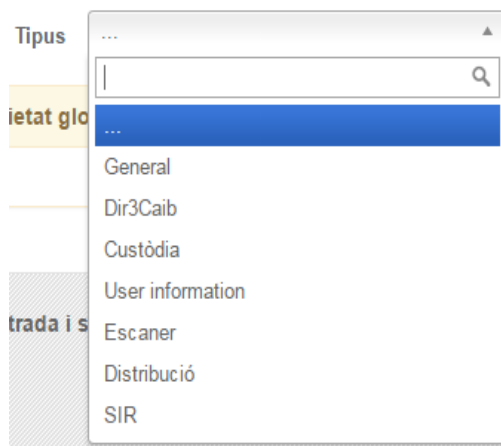 Tipus ...
ietat glo
...
General
Dir3Caib
Custòdia
User information
trada i s
Escaner
Distribució
SIR